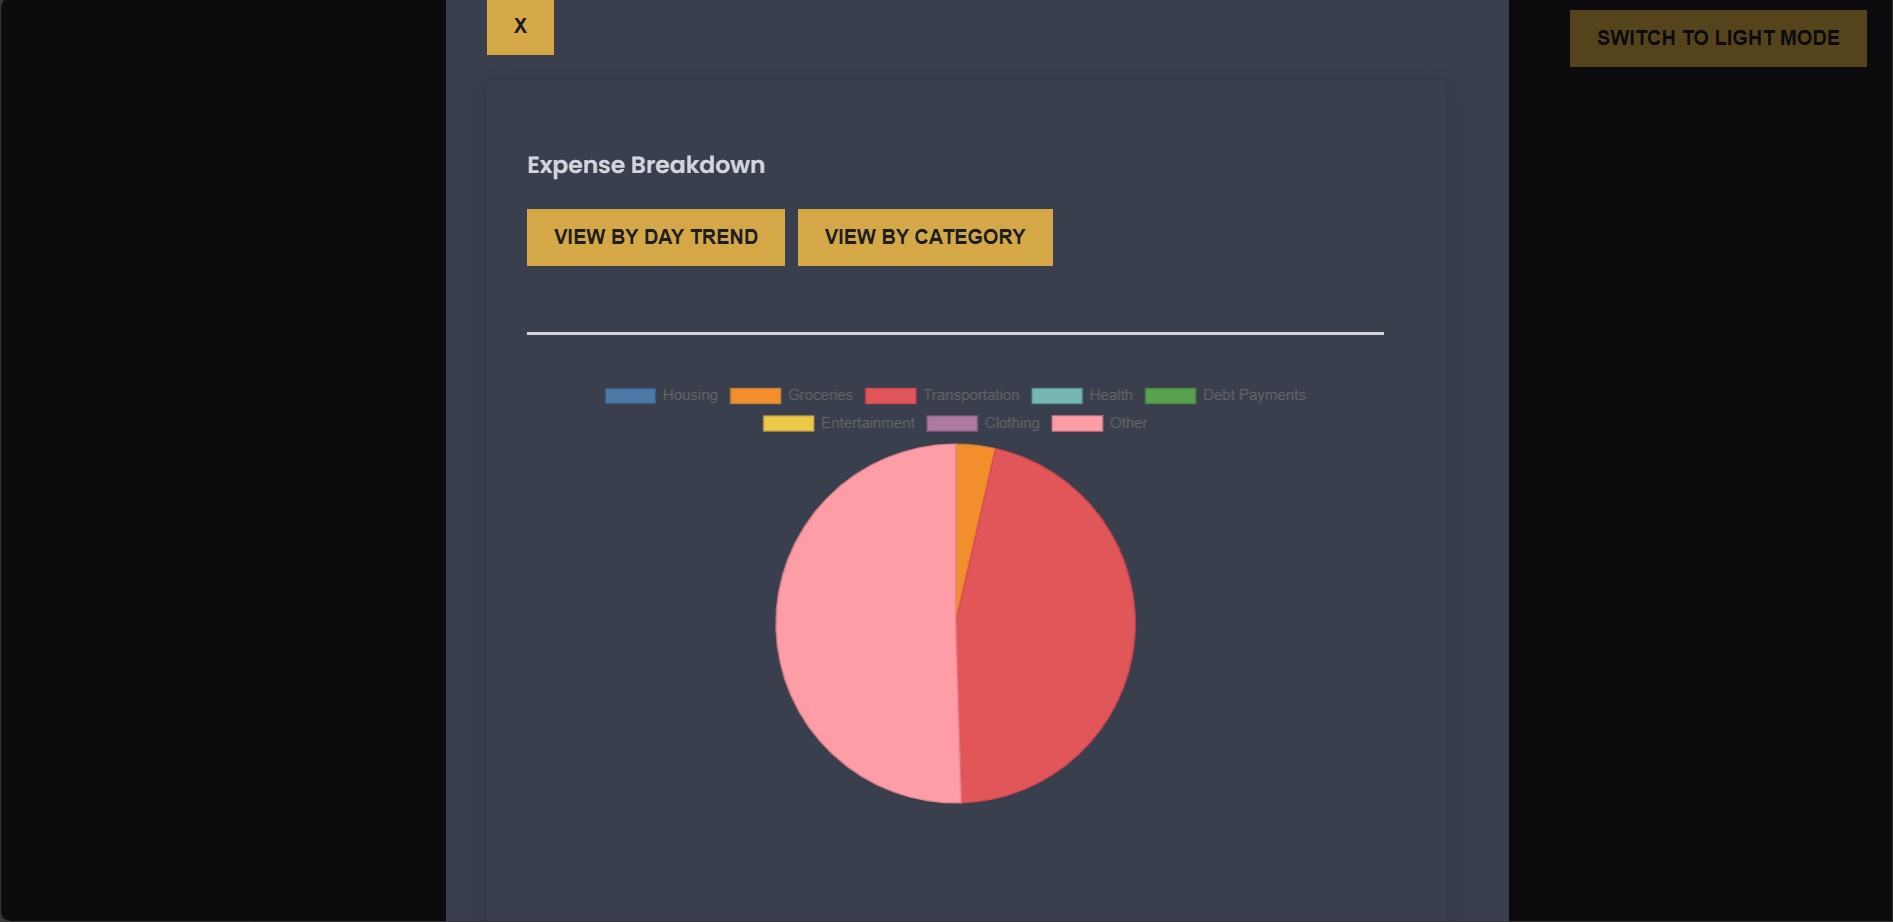 X
SWITCH TO LIGHT MODE
Expense Breakdown
VIEW BY DAY TREND VIEW BY CATEGORY
Housing Groceries Transportation Health Debt Payments
Entertainment Clothing Other